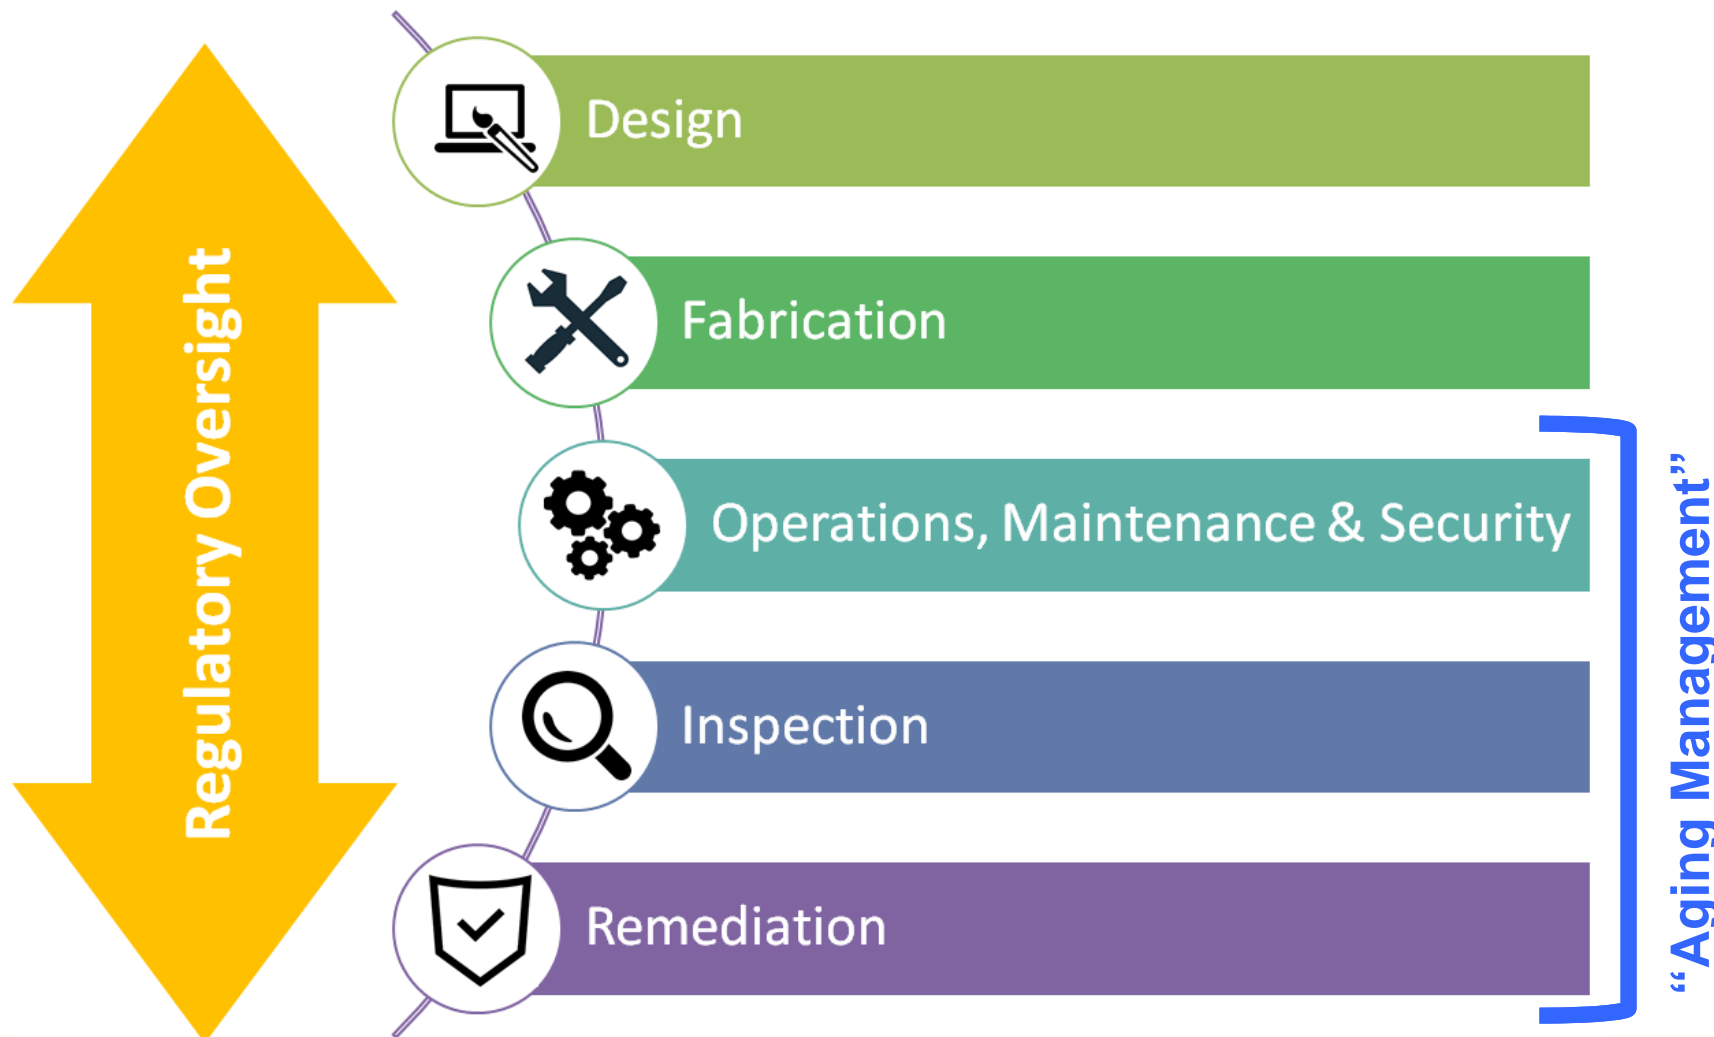 Regulatory Oversight
Design
Fabrication
Operations, Maintenance & Security
Inspection
Remediation
“Aging Management”